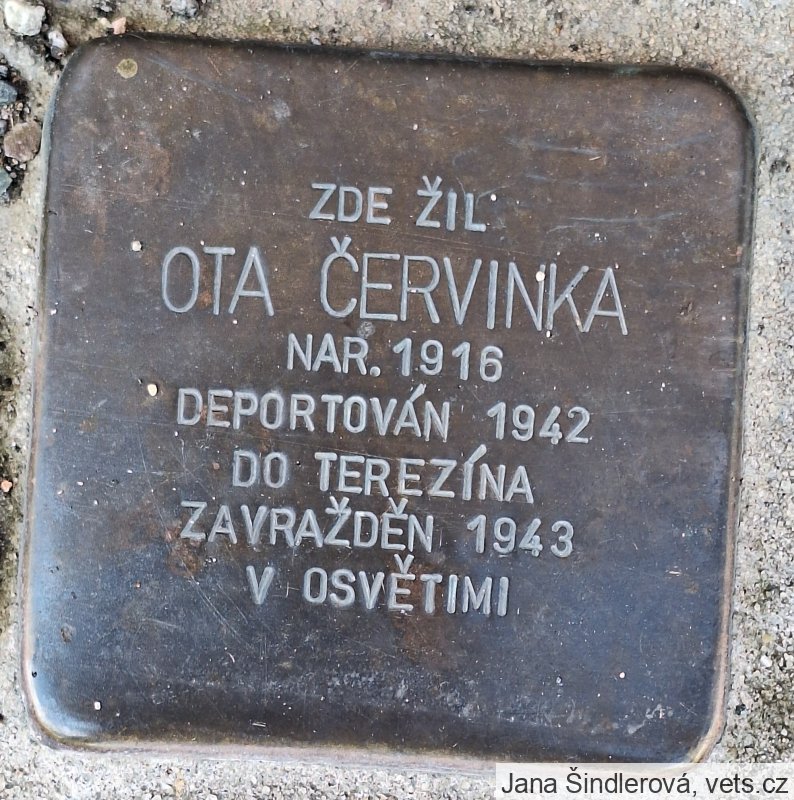 ZDE ŽIL
OTA ČERVINKA
NAR. 1916
DEPORTOVÁN 1942
DO TEREZÍNA
ZAVRAŽDĚN 1943
V OSVĚTIMI
Jana Šindlerová, vets.cz